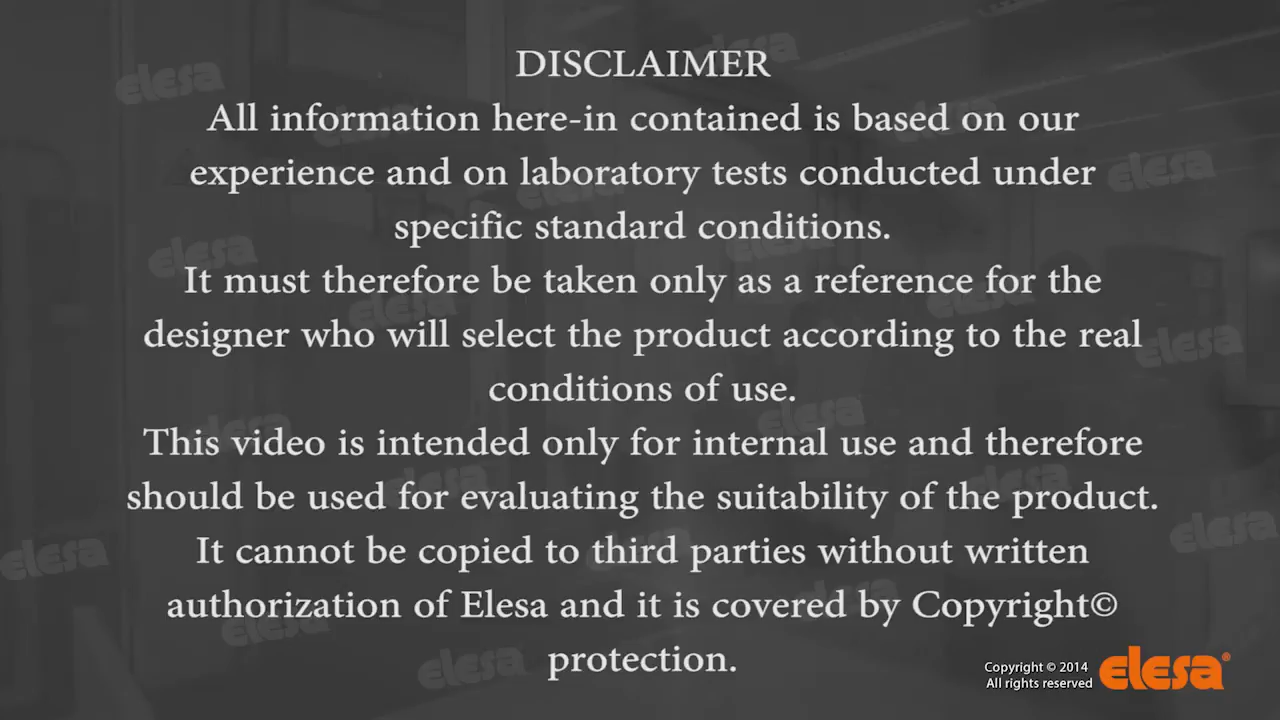 DISCLAIMER
All information here-in contained is based on our
experience and on laboratory tests conducted under
specific standard conditions.
It must therefore be taken only as a reference for the
designer who will select the product according to the real
conditions of use.
This video is intended only for internal use and therefore
should be used for evaluating the suitability of the product.
It cannot be copied to third parties without written
authorization of Elesa and it is covered by Copyright©
protection.
Copyright © 2014
All rights reserved
elesa®